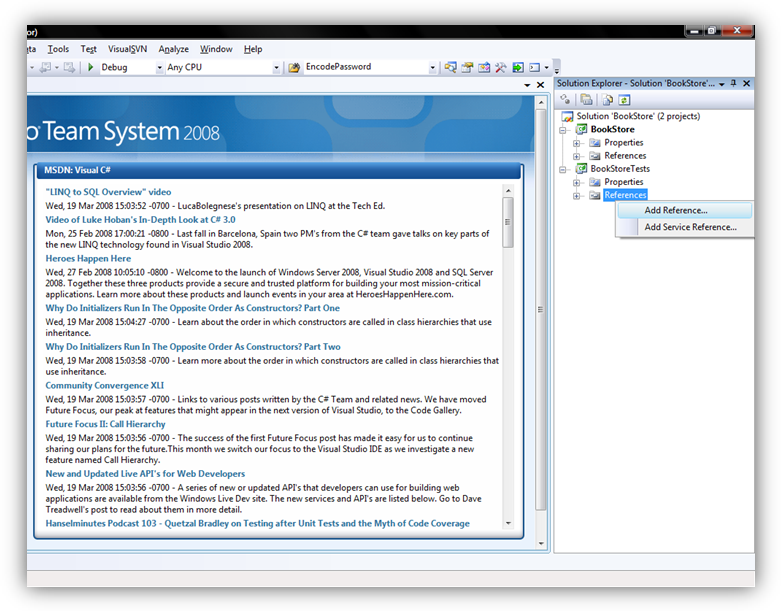 or)
ata Tools Test VisualSVN Analyze Window Help
Debug Any CPU EncodePassword
Solution Explorer - Solution 'BookStore'...
Solution 'BookStore' (2 projects)
BookStore
Properties
References
BookStoreTests
Properties
References
Add Reference...
Add Service Reference...
o Team System 2008
MSDN: Visual C#
"LINQ to SQL Overview" video
Wed, 19 Mar 2008 15:03:52 -0700 - LucaBolegnese's presentation on LINQ at the Tech Ed.
Video of Luke Hoban's In-Depth Look at C# 3.0
Mon, 25 Feb 2008 17:00:21 -0800 - Last fall in Barcelona, Spain two PM's from the C# team gave talks on key parts of
the new LINQ technology found in Visual Studio 2008.
Heroes Happen Here
Wed, 27 Feb 2008 10:05:10 -0800 - Welcome to the launch of Windows Server 2008, Visual Studio 2008 and SQL Server
2008. Together these three products provide a secure and trusted platform for building your most mission-critical
applications. Learn more about these products and launch events in your area at HeroesHappenHere.com.
Why Do Initializers Run In The Opposite Order As Constructors? Part One
Wed, 19 Mar 2008 15:04:27 -0700 - Learn about the order in which constructors are called in class hierarchies that use
inheritance.
Why Do Initializers Run In The Opposite Order As Constructors? Part Two
Wed, 19 Mar 2008 15:03:58 -0700 - Learn more about the order in which constructors are called in class hierarchies that
use inheritance.
Community Convergence XLI
Wed, 19 Mar 2008 15:03:57 -0700 - Links to various posts written by the C# Team and related news. We have moved
Future Focus, our peak at features that might appear in the next version of Visual Studio, to the Code Gallery.
Future Focus II: Call Hierarchy
Wed, 19 Mar 2008 15:03:56 -0700 - The success of the first Future Focus post has made it easy for us to continue
sharing our plans for the future.This month we switch our focus to the Visual Studio IDE as we investigate a new
feature named Call Hierarchy.
New and Updated Live API's for Web Developers
Wed, 19 Mar 2008 15:03:56 -0700 - A series of new or updated API's that developers can use for building web
applications are available from the Windows Live Dev site. The new services and API's are listed below. Go to Dave
Treadwell's post to read about them in more detail.
Hanselminutes Podcast 103 - Quetzal Bradley on Testing after Unit Tests and the Myth of Code Coverage